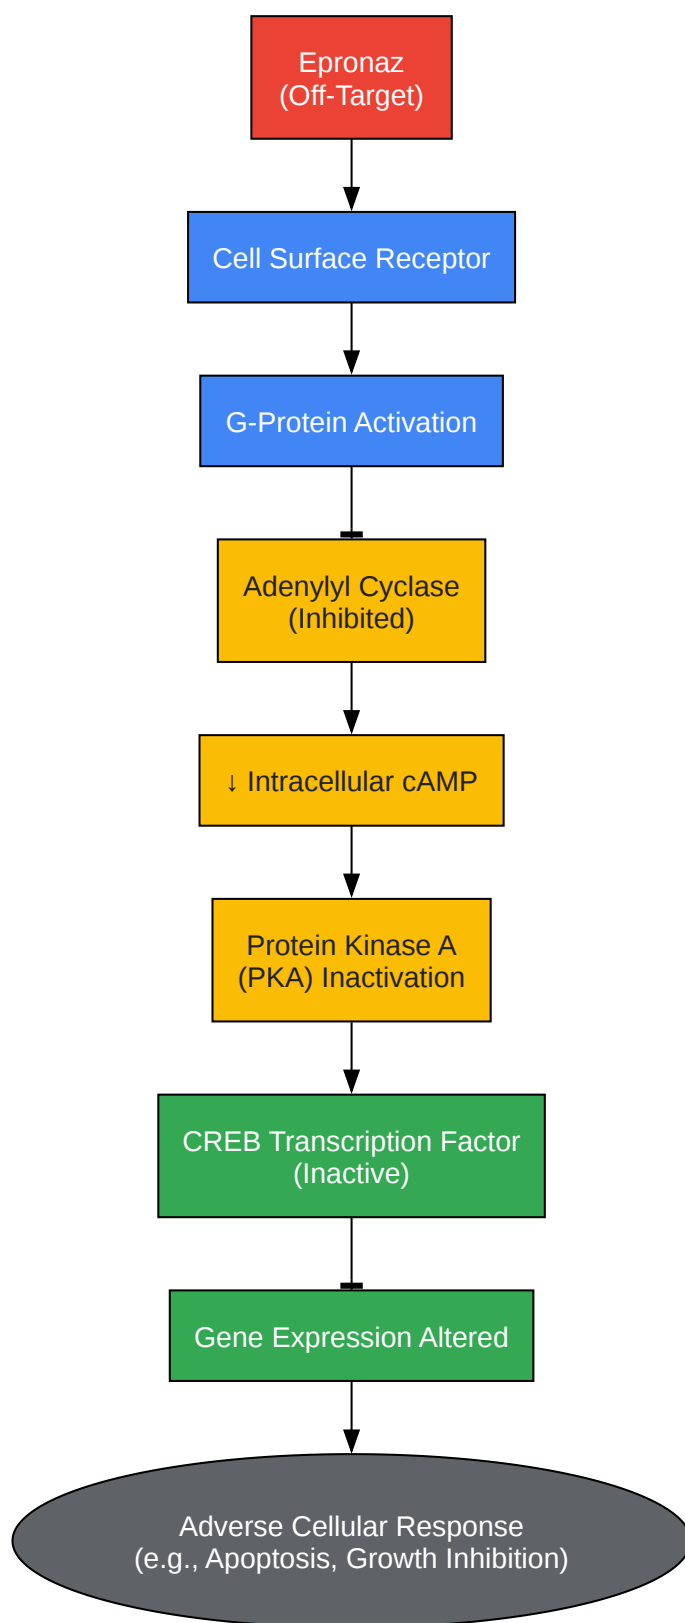 Epronaz
(Off-Target)
Cell Surface Receptor
G-Protein Activation
Adenylyl Cyclase
(Inhibited)
↓ Intracellular cAMP
Protein Kinase A
(PKA) Inactivation
CREB Transcription Factor
(Inactive)
Gene Expression Altered
Adverse Cellular Response
(e.g., Apoptosis, Growth Inhibition)